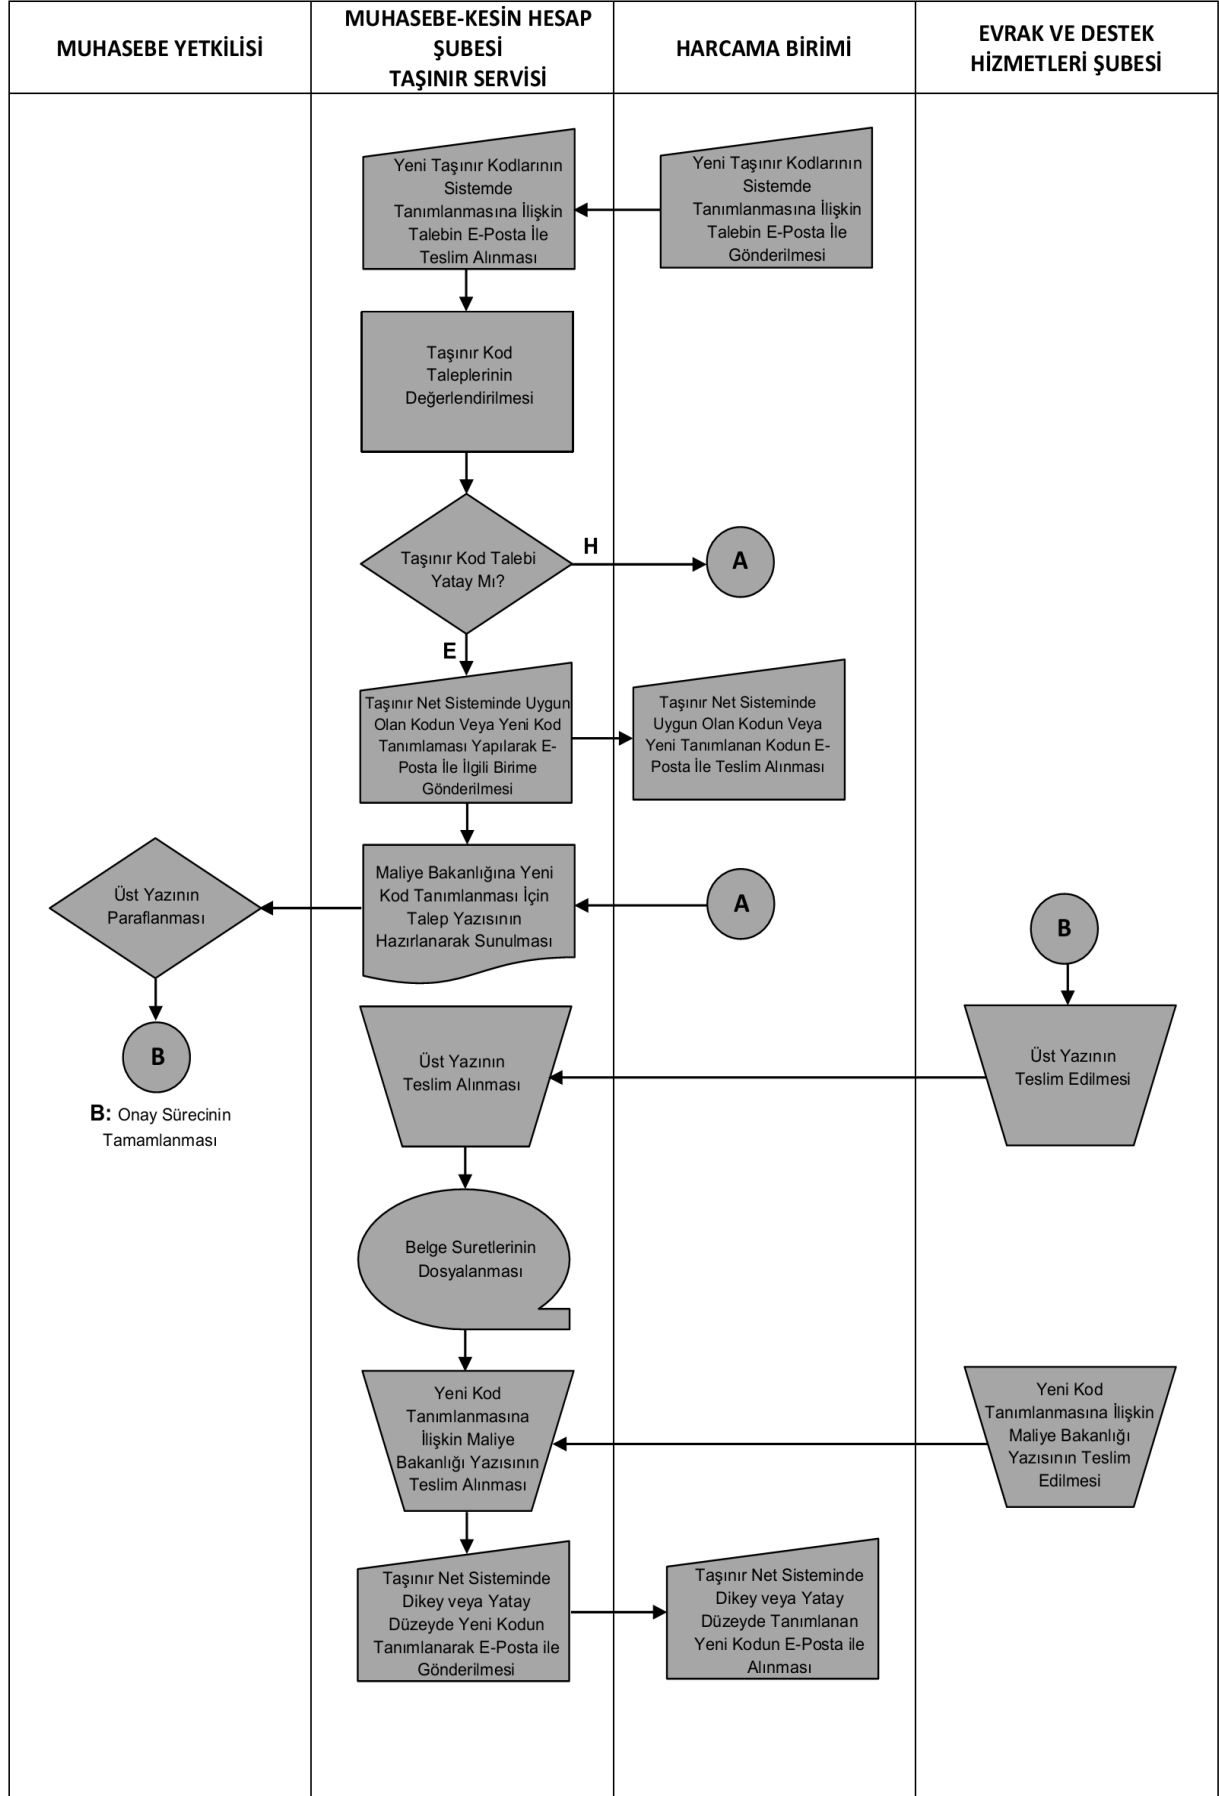 MUHASEBE YETKİLİSİ
MUHASEBE-KESİN HESAP
ŞUBESİ
TAŞINIR SERVİSİ
HARCAMA BİRİMİ
EVRAK VE DESTEK
HİZMETLERİ ŞUBESİ
Yeni Taşınır Kodlarının
Sistemde
Tanımlanmasına İlişkin
Talebin E-Posta İle
Teslim Alınması
Yeni Taşınır Kodlarının
Sistemde
Tanımlanmasına İlişkin
Talebin E-Posta İle
Gönderilmesi
Taşınır Kod
Taleplerinin
Değerlendirilmesi
Taşınır Kod Talebi
Yatay Mı?
H
A
E
Taşınır Net Sisteminde Uygun
Olan Kodun Veya Yeni Kod
Tanımlaması Yapılarak E-
Posta İle İlgili Birime
Gönderilmesi
Taşınır Net Sisteminde
Uygun Olan Kodun Veya
Yeni Tanımlanan Kodun E-
Posta İle Teslim Alınması
Üst Yazının
Paraflanması
Maliye Bakanlığına Yeni
Kod Tanımlanması İçin
Talep Yazısının
Hazırlanarak Sunulması
A
B
B
B: Onay Sürecinin
Tamamlanması
Üst Yazının
Teslim Alınması
Üst Yazının
Teslim Edilmesi
Belge Suretlerinin
Dosyalanması
Yeni Kod
Tanımlanmasına
İlişkin Maliye
Bakanlığı Yazısının
Teslim Alınması
Yeni Kod
Tanımlanmasına İlişkin
Maliye Bakanlığı
Yazısının Teslim
Edilmesi
Taşınır Net Sisteminde
Dikey veya Yatay
Düzeyde Yeni Kodun
Tanımlanarak E-Posta ile
Gönderilmesi
Taşınır Net Sisteminde
Dikey veya Yatay
Düzeyde Tanımlanan
Yeni Kodun E-Posta ile
Alınması